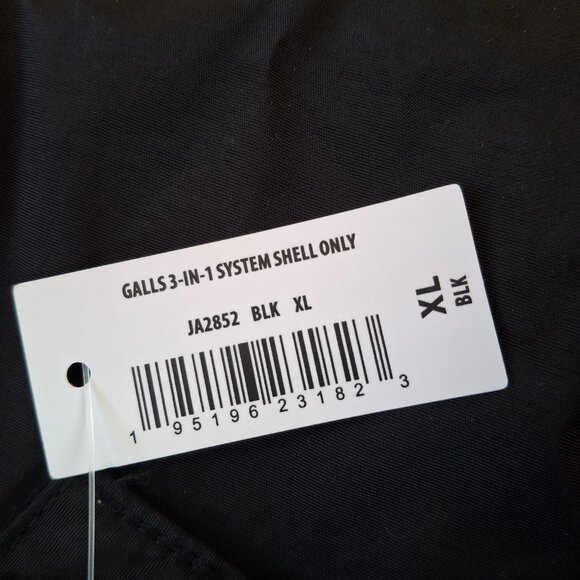 GALLS 3-IN-1 SYSTEM SHELL ONLY
JA2852 BLK XL
1 95196 23182 3
XL
BLK